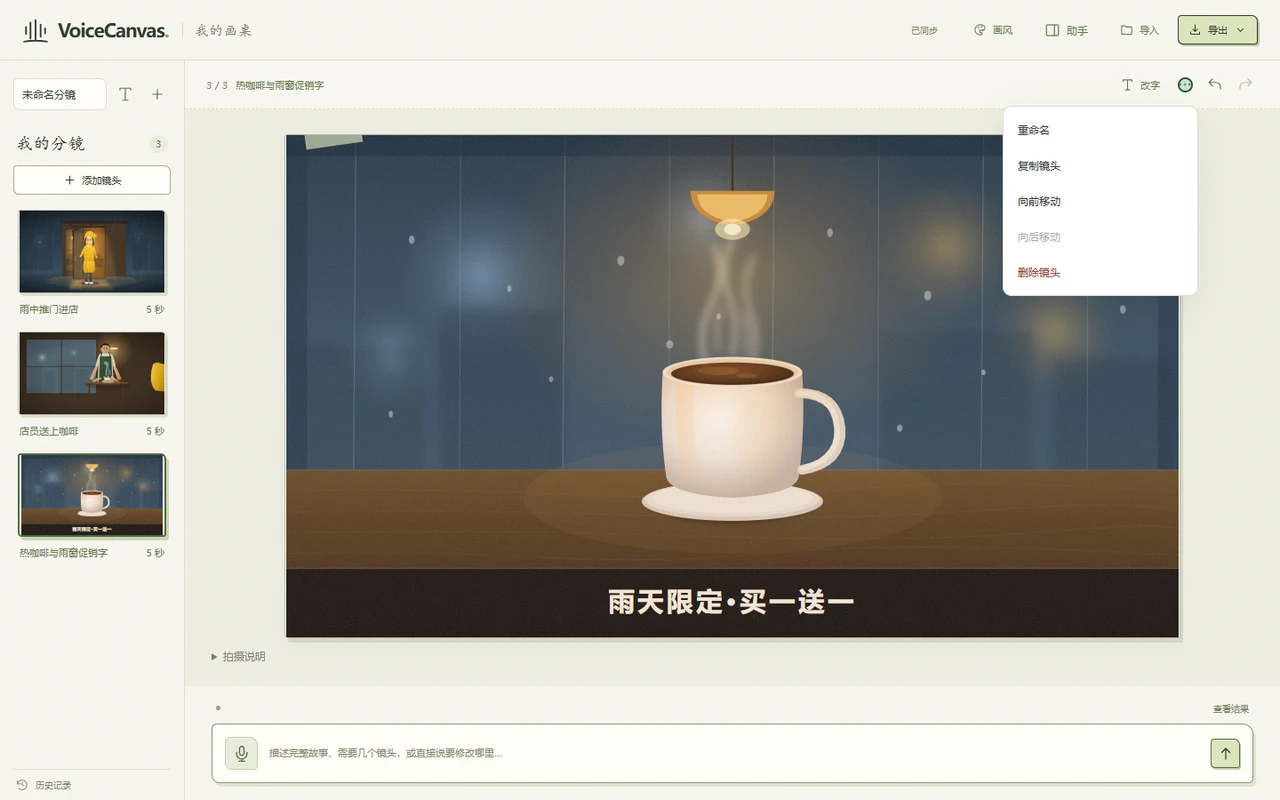 VoiceCanvas.
我的画桌
已同步
画风
助手
导入
导出
未命名分镜
3 / 3 热咖啡与雨窗促销字
改字
我的分镜
3
添加镜头
雨中推门进店
5 秒
店员送上咖啡
5 秒
雨天限定·买一送一
热咖啡与雨窗促销字
5 秒
重命名
复制镜头
向前移动
向后移动
删除镜头
雨天限定·买一送一
拍摄说明
查看结果
描述完整故事、需要几个镜头，或直接说要修改哪里...
历史记录